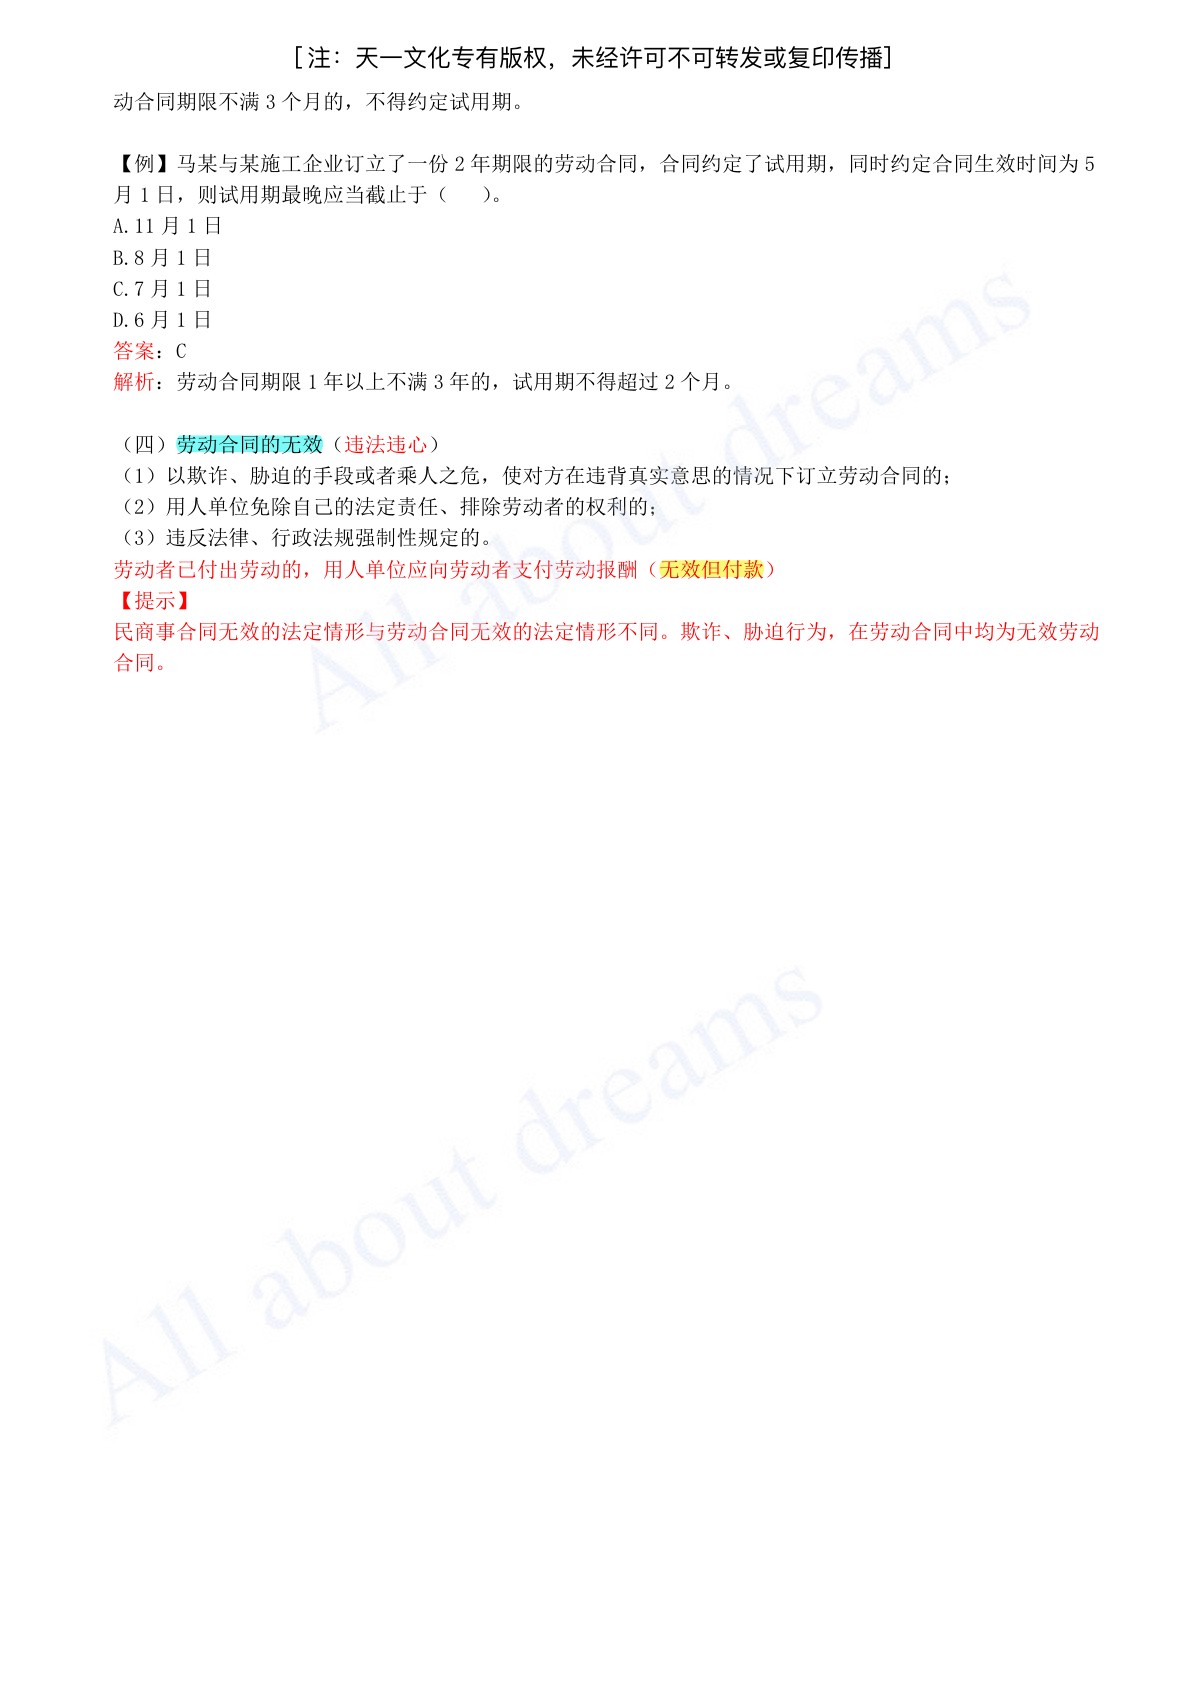 [注：天一文化专有版权，未经许可不可转发或复印传播]
动合同期限不满 3 个月的，不得约定试用期。
【例】马某与某施工企业订立了一份 2 年期限的劳动合同，合同约定了试用期，同时约定合同生效时间为 5
月 1 日，则试用期最晚应当截止于（　　）。
A.11 月 1 日
B.8 月 1 日
C.7 月 1 日
D.6 月 1 日
答案：C
解析：劳动合同期限 1 年以上不满 3 年的，试用期不得超过 2 个月。
（四）劳动合同的无效（违法违心）
（1）以欺诈、胁迫的手段或者乘人之危，使对方在违背真实意思的情况下订立劳动合同的；
（2）用人单位免除自己的法定责任、排除劳动者的权利的；
（3）违反法律、行政法规强制性规定的。
劳动者已付出劳动的，用人单位应向劳动者支付劳动报酬（无效但付款）
【提示】
民商事合同无效的法定情形与劳动合同无效的法定情形不同。欺诈、胁迫行为，在劳动合同中均为无效劳动
合同。
All about dreams
All about dreams